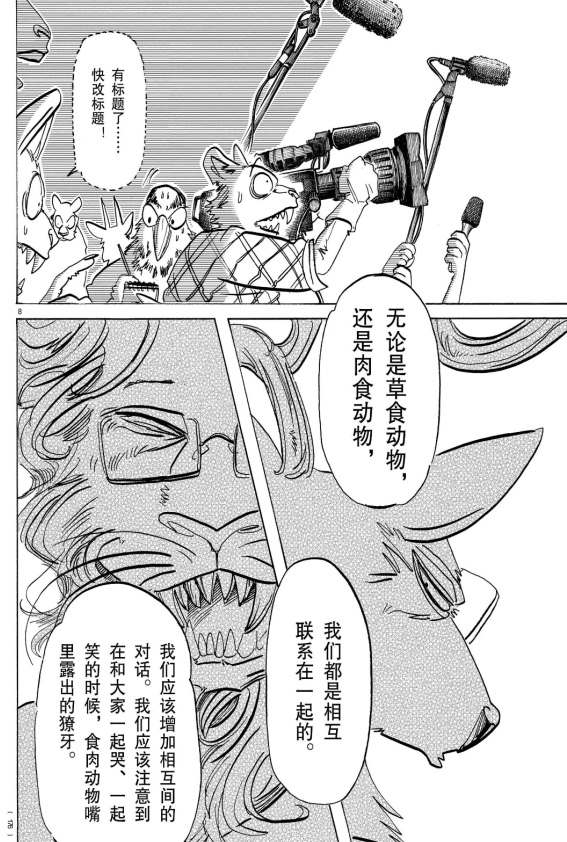 有标题了……
快改标题！
8
无论是草食动物，
还是肉食动物，
我们都是相互
联系在一起的。
我们应该增加相互间的
对话。我们应该注意到
在和大家一起哭、一起
笑的时候，食肉动物嘴
里露出的獠牙。